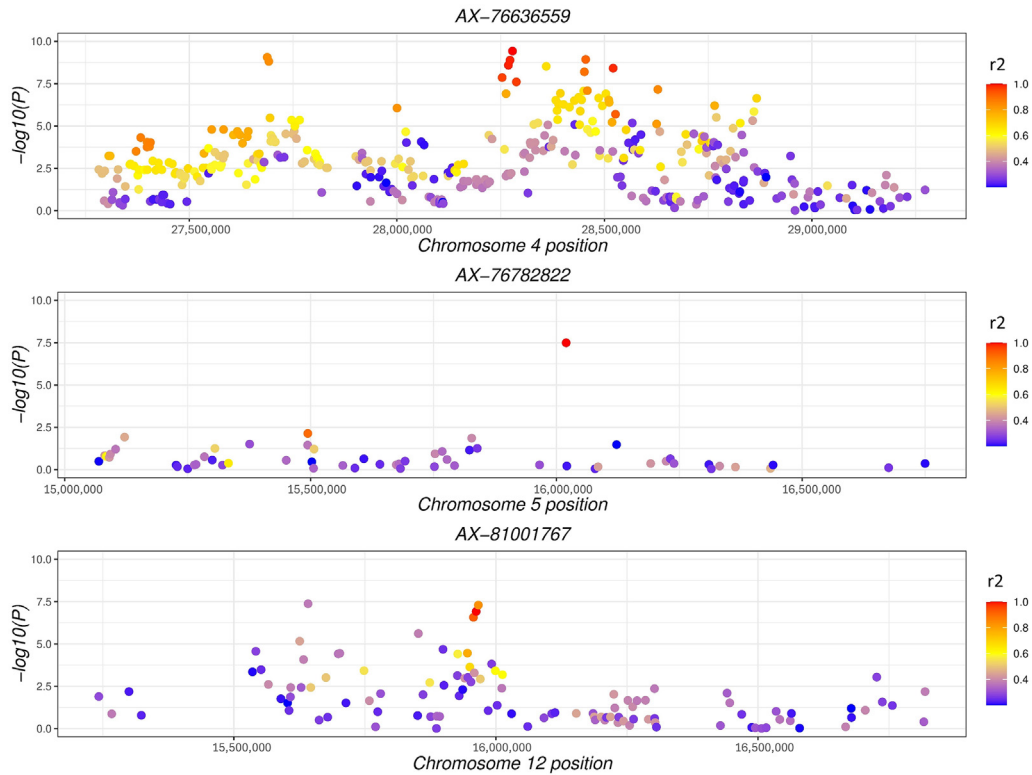 AX−76636559
10.0
7.5
5.0
2.5
0.0
−log10(P)
27,500,000 28,000,000 28,500,000 29,000,000
Chromosome 4 position
r2
1.0
0.8
0.6
0.4
AX−76782822
10.0
7.5
5.0
2.5
0.0
−log10(P)
15,000,000 15,500,000 16,000,000 16,500,000
Chromosome 5 position
r2
1.0
0.8
0.6
0.4
AX−81001767
10.0
7.5
5.0
2.5
0.0
−log10(P)
15,500,000 16,000,000 16,500,000
Chromosome 12 position
r2
1.0
0.8
0.6
0.4